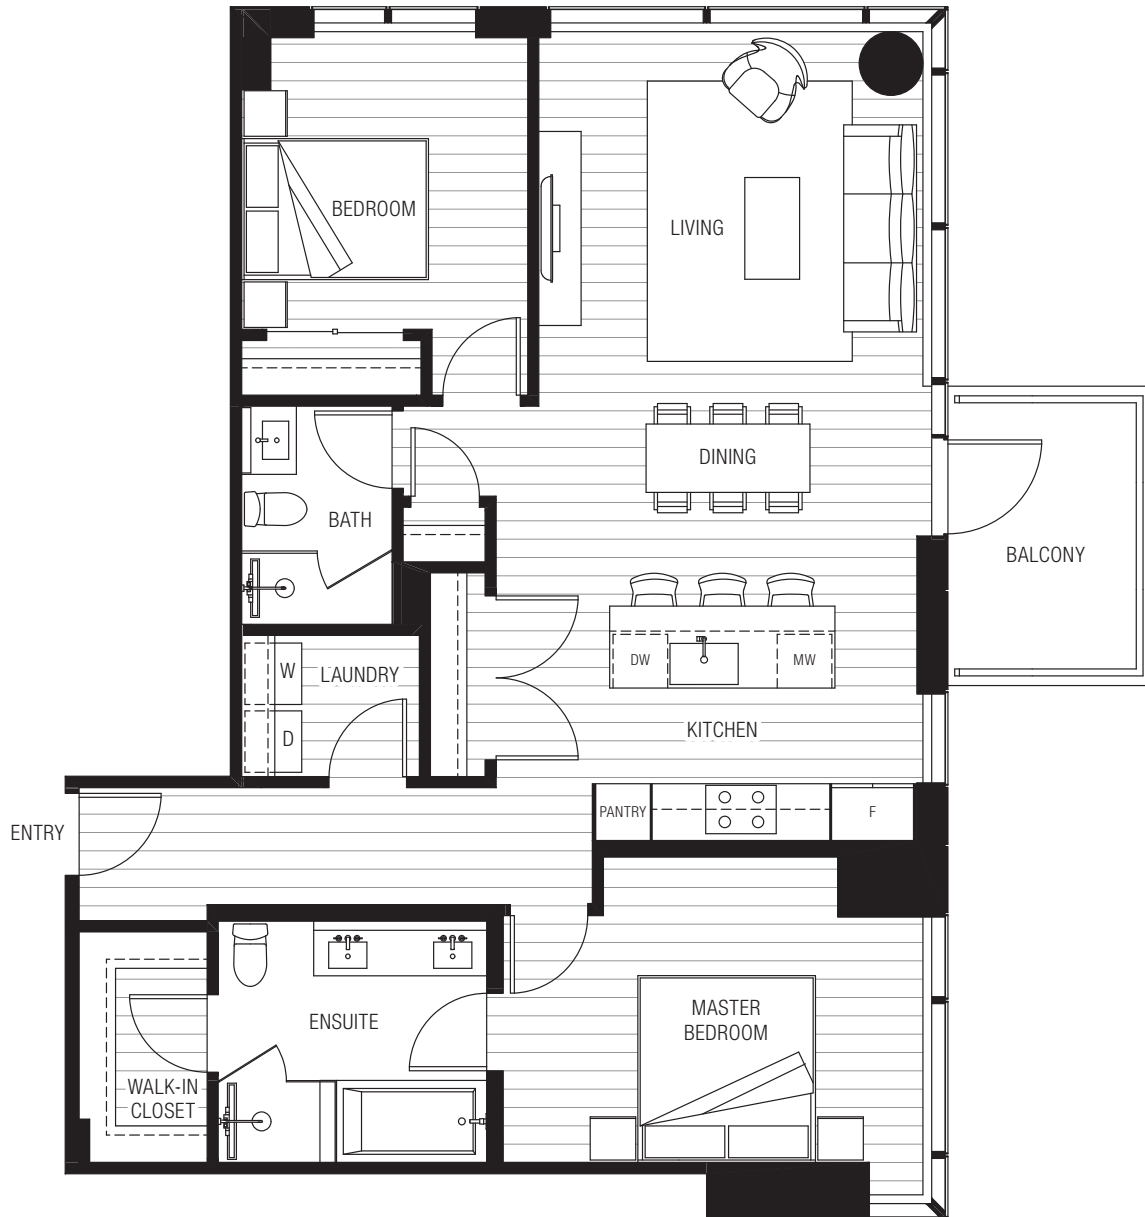 BEDROOM
LIVING
DINING
BATH
BALCONY
W
LAUNDRY
DW
MW
D
KITCHEN
ENTRY
PANTRY
F
MASTER
BEDROOM
ENSUITE
WALK-IN
CLOSET